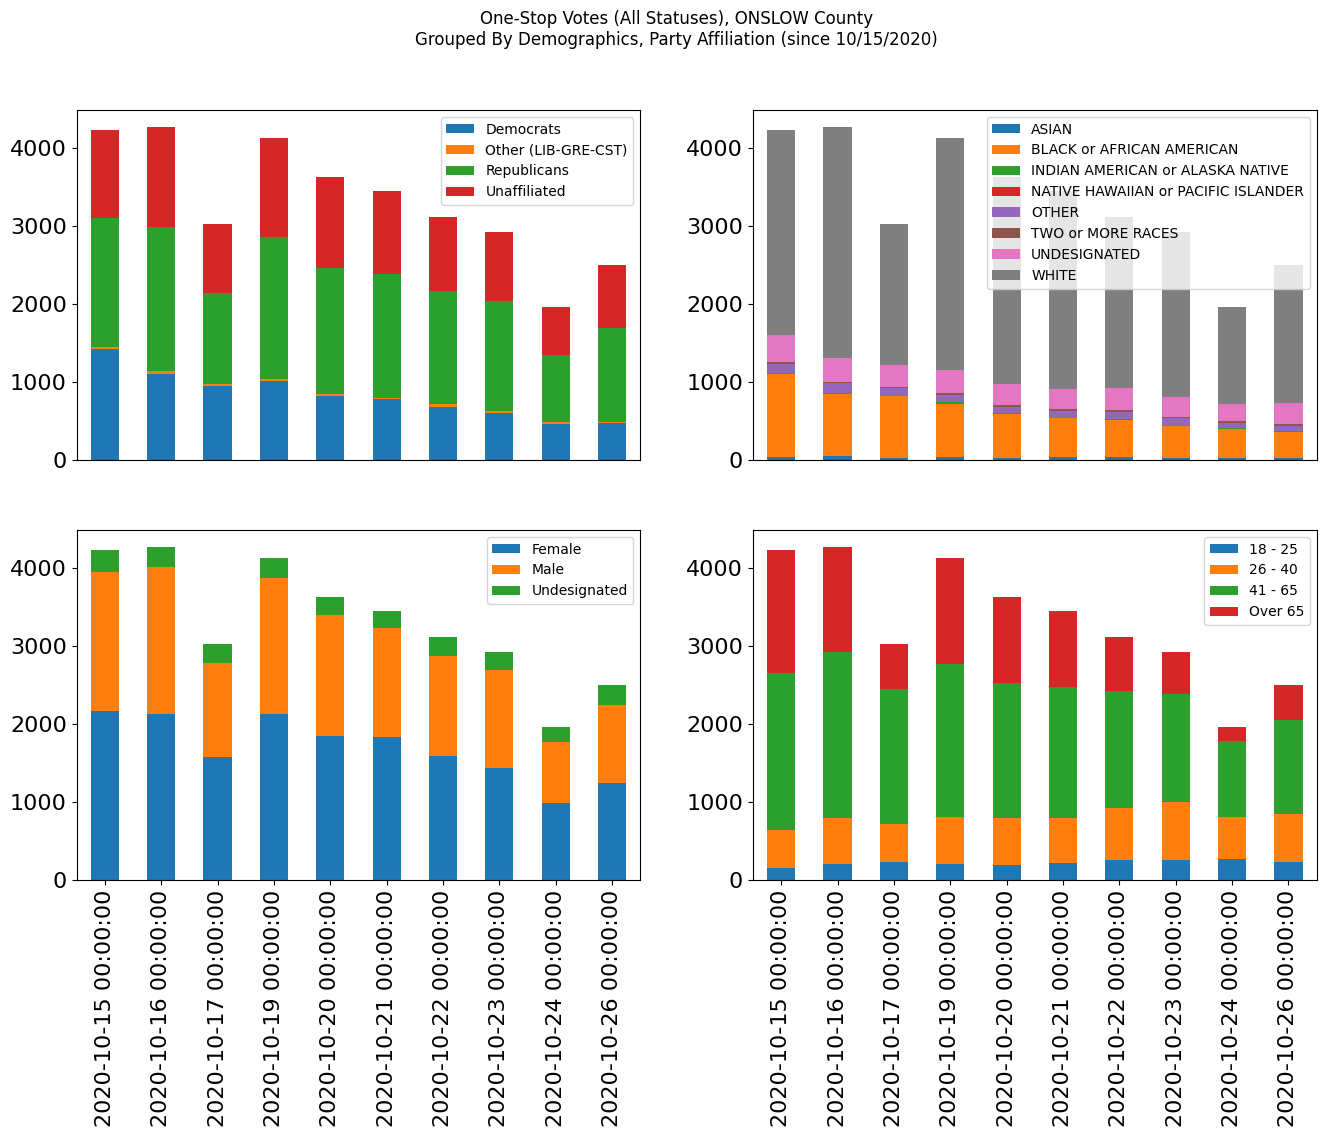 One-Stop Votes (All Statuses), ONSLOW County
Grouped By Demographics, Party Affiliation (since 10/15/2020)
4000
3000
2000
1000
0
Democrats
Other (LIB-GRE-CST)
Republicans
Unaffiliated
4000
3000
2000
1000
0
ASIAN
BLACK or AFRICAN AMERICAN
INDIAN AMERICAN or ALASKA NATIVE
NATIVE HAWAIIAN or PACIFIC ISLANDER
OTHER
TWO or MORE RACES
UNDESIGNATED
WHITE
4000
3000
2000
1000
0
Female
Male
Undesignated
2020-10-15 00:00:00
2020-10-16 00:00:00
2020-10-17 00:00:00
2020-10-19 00:00:00
2020-10-20 00:00:00
2020-10-21 00:00:00
2020-10-22 00:00:00
2020-10-23 00:00:00
2020-10-24 00:00:00
2020-10-26 00:00:00
4000
3000
2000
1000
0
18 - 25
26 - 40
41 - 65
Over 65
2020-10-15 00:00:00
2020-10-16 00:00:00
2020-10-17 00:00:00
2020-10-19 00:00:00
2020-10-20 00:00:00
2020-10-21 00:00:00
2020-10-22 00:00:00
2020-10-23 00:00:00
2020-10-24 00:00:00
2020-10-26 00:00:00